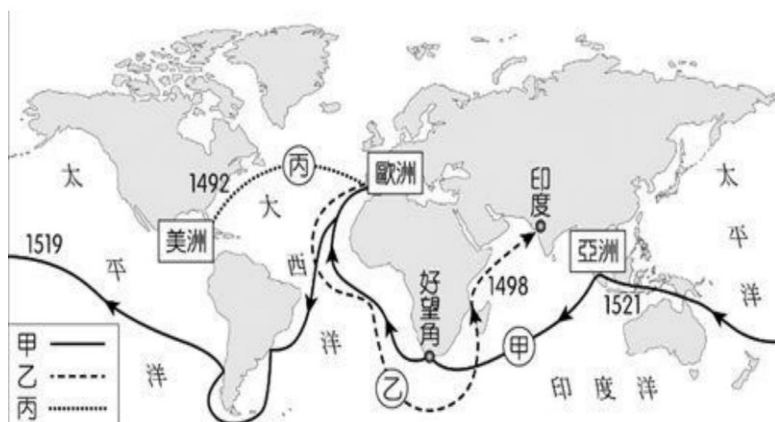 太平洋
1492
丙
歐洲
美洲
大西洋
印度
亞洲
太平洋
1519
好望角
1498
1521
甲
乙
印度洋
甲
乙
丙